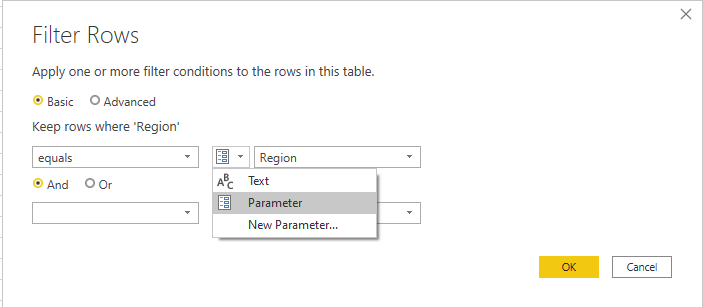 Filter Rows
Apply one or more filter conditions to the rows in this table.
Basic Advanced
Keep rows where 'Region'
equals Region
And Or
ABC Text
Parameter
New Parameter...
OK Cancel